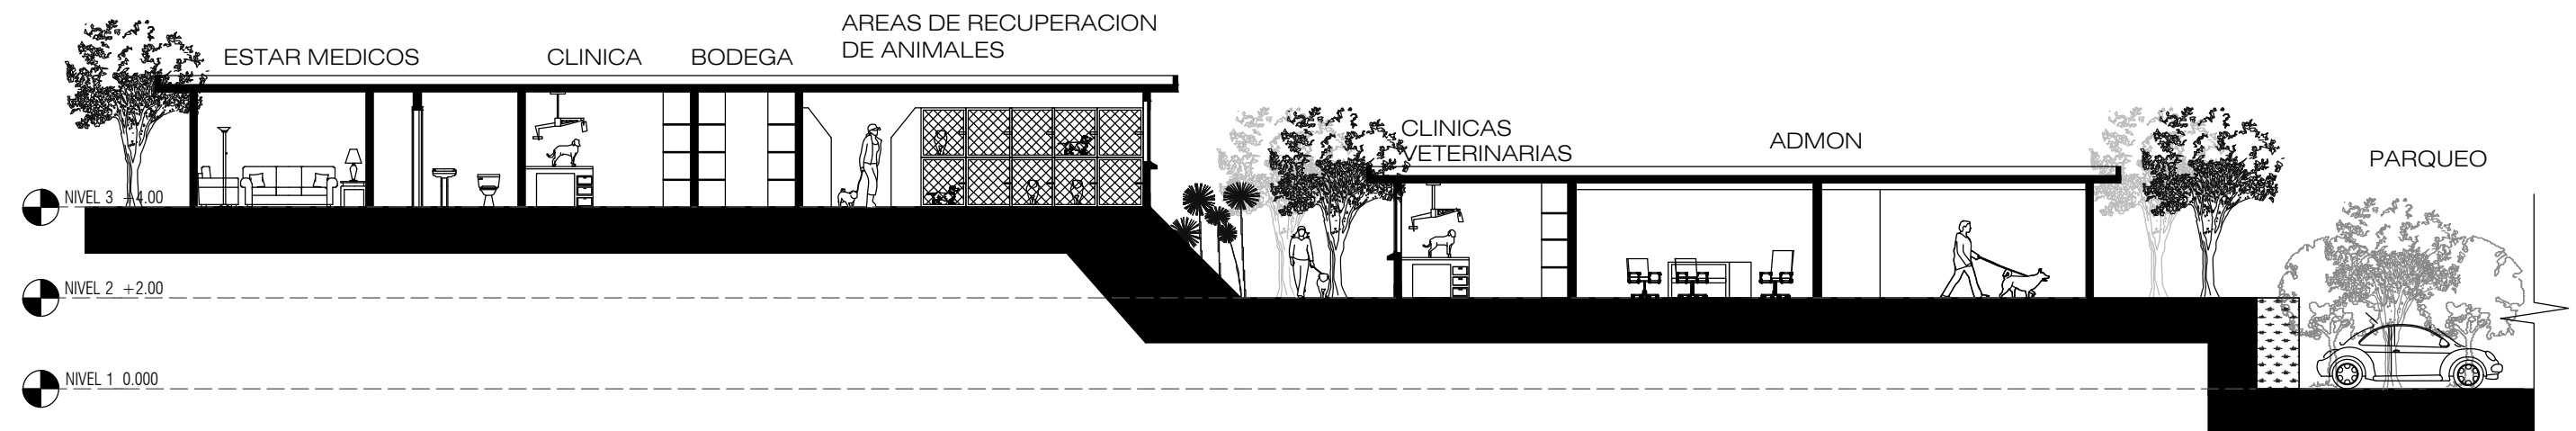 AREAS DE RECUPERACION
DE ANIMALES
ESTAR MEDICOS
CLINICA
BODEGA
CLINICAS
VETERINARIAS
ADMON
PARQUEO
NIVEL 3 +4.00
NIVEL 2 +2.00
NIVEL 1 0.000